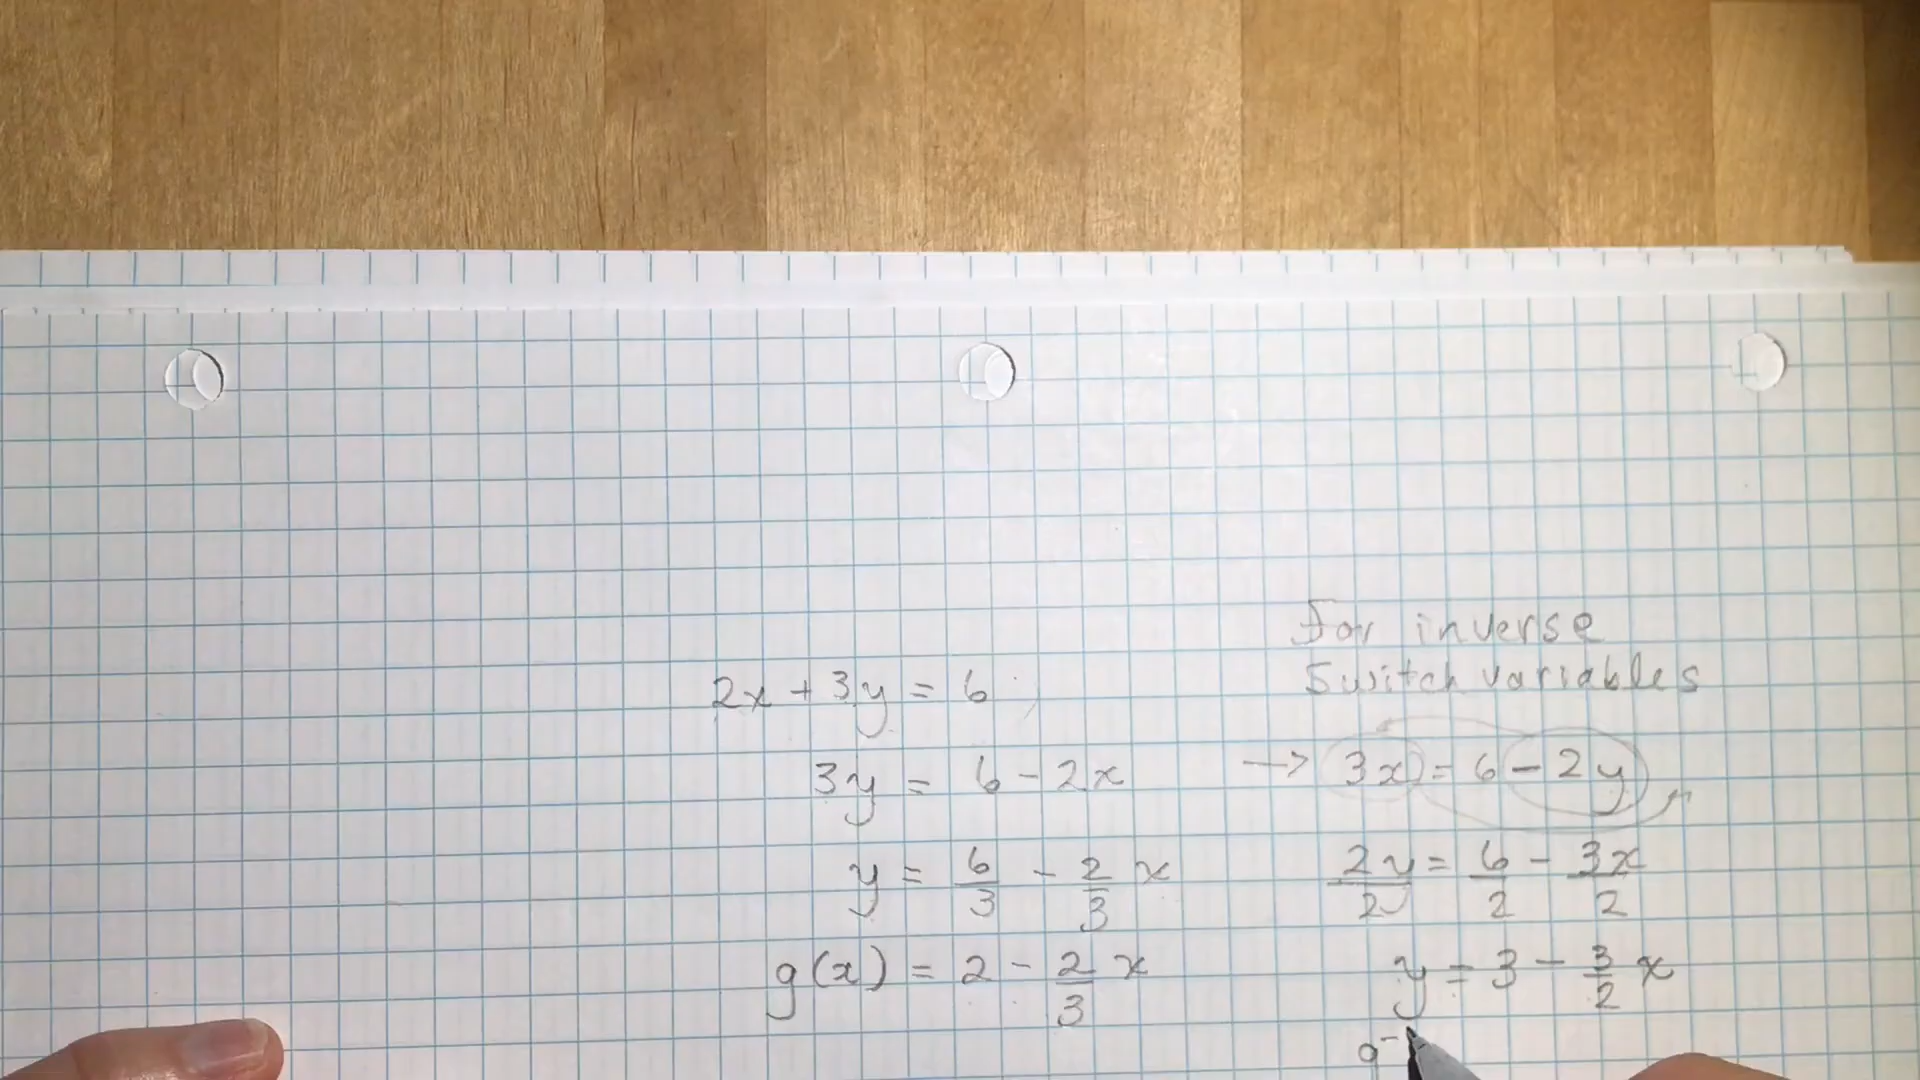 2x + 3y = 6
3y = 6 - 2x
y = 6/3 - 2/3 x
g(x) = 2 - 2/3 x
For inverse
Switch variables
→ 3x = 6 - 2y
2y/2 = 6/2 - 3x/2
y = 3 - 3/2 x
g⁻